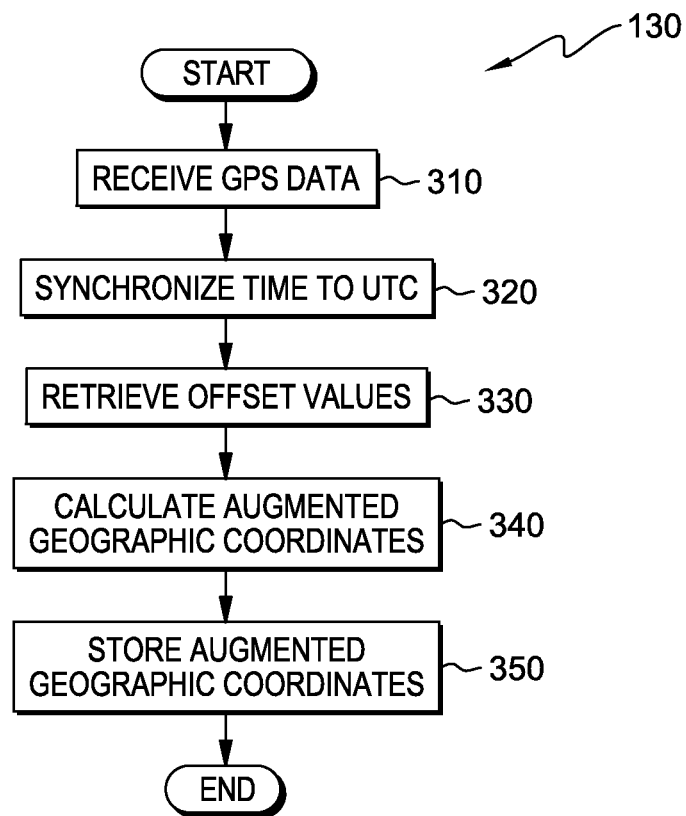 130
START
RECEIVE GPS DATA
310
SYNCHRONIZE TIME TO UTC
320
RETRIEVE OFFSET VALUES
330
CALCULATE AUGMENTED
GEOGRAPHIC COORDINATES
340
STORE AUGMENTED
GEOGRAPHIC COORDINATES
350
END